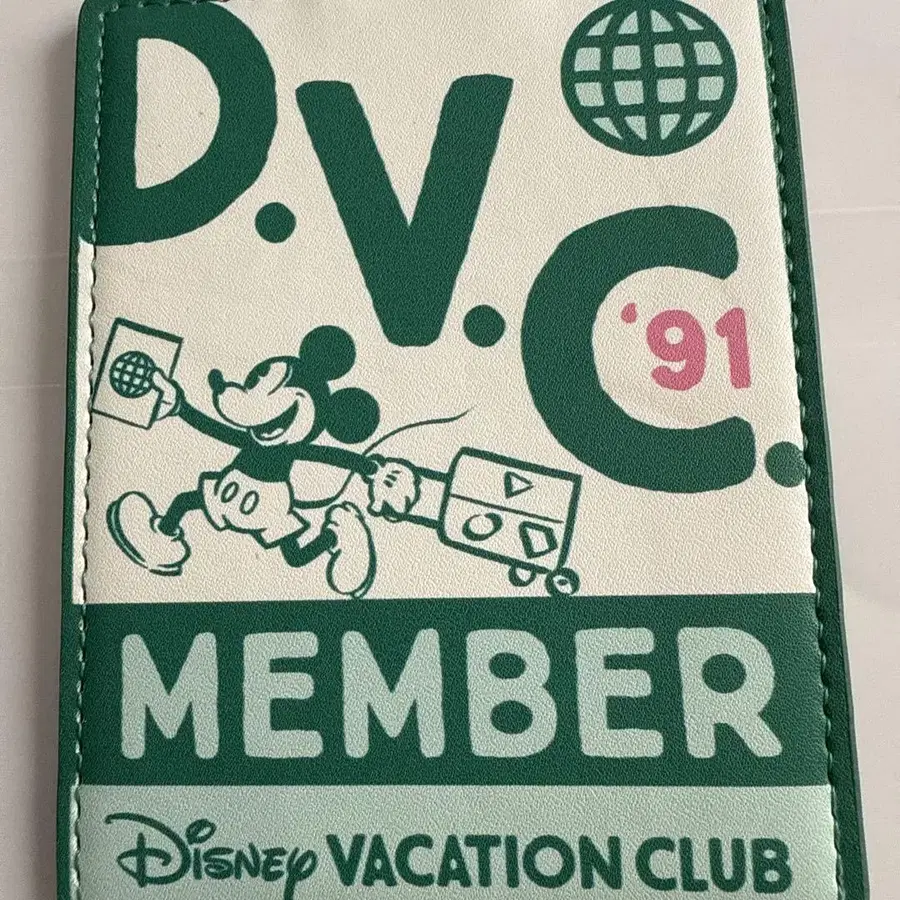 D.V.C.
'91
MEMBER
Disney VACATION CLUB